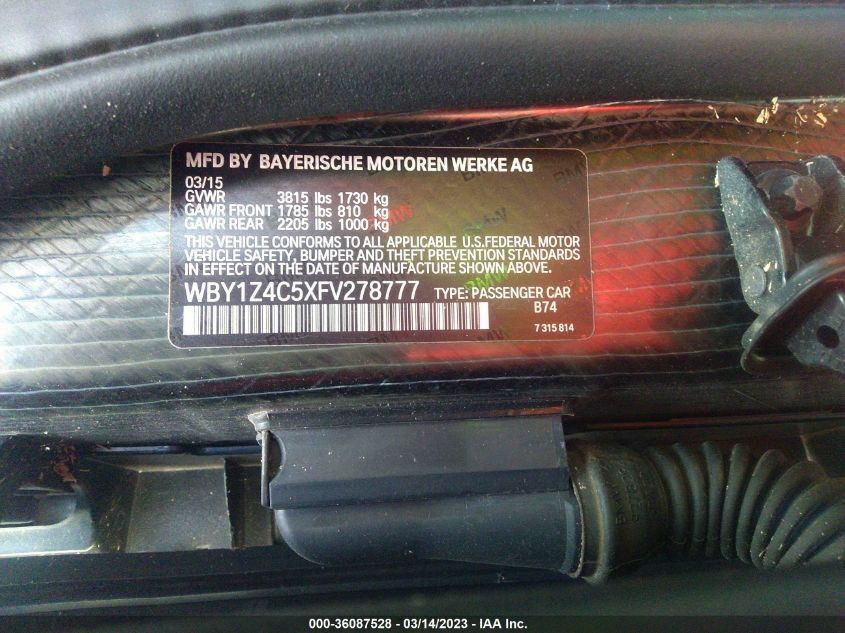 MFD BY BAYERISCHE MOTOREN WERKE AG
03/15
GVWR 3815 lbs 1730 kg
GAWR FRONT 1785 lbs 810 kg
GAWR REAR 2205 lbs 1000 kg
THIS VEHICLE CONFORMS TO ALL APPLICABLE U.S.FEDERAL MOTOR
VEHICLE SAFETY, BUMPER AND THEFT PREVENTION STANDARDS
IN EFFECT ON THE DATE OF MANUFACTURE SHOWN ABOVE.
WBY1Z4C5XFV278777 TYPE: PASSENGER CAR
B74
7 315 814
000-36087528 - 03/14/2023 - © IAA Inc.